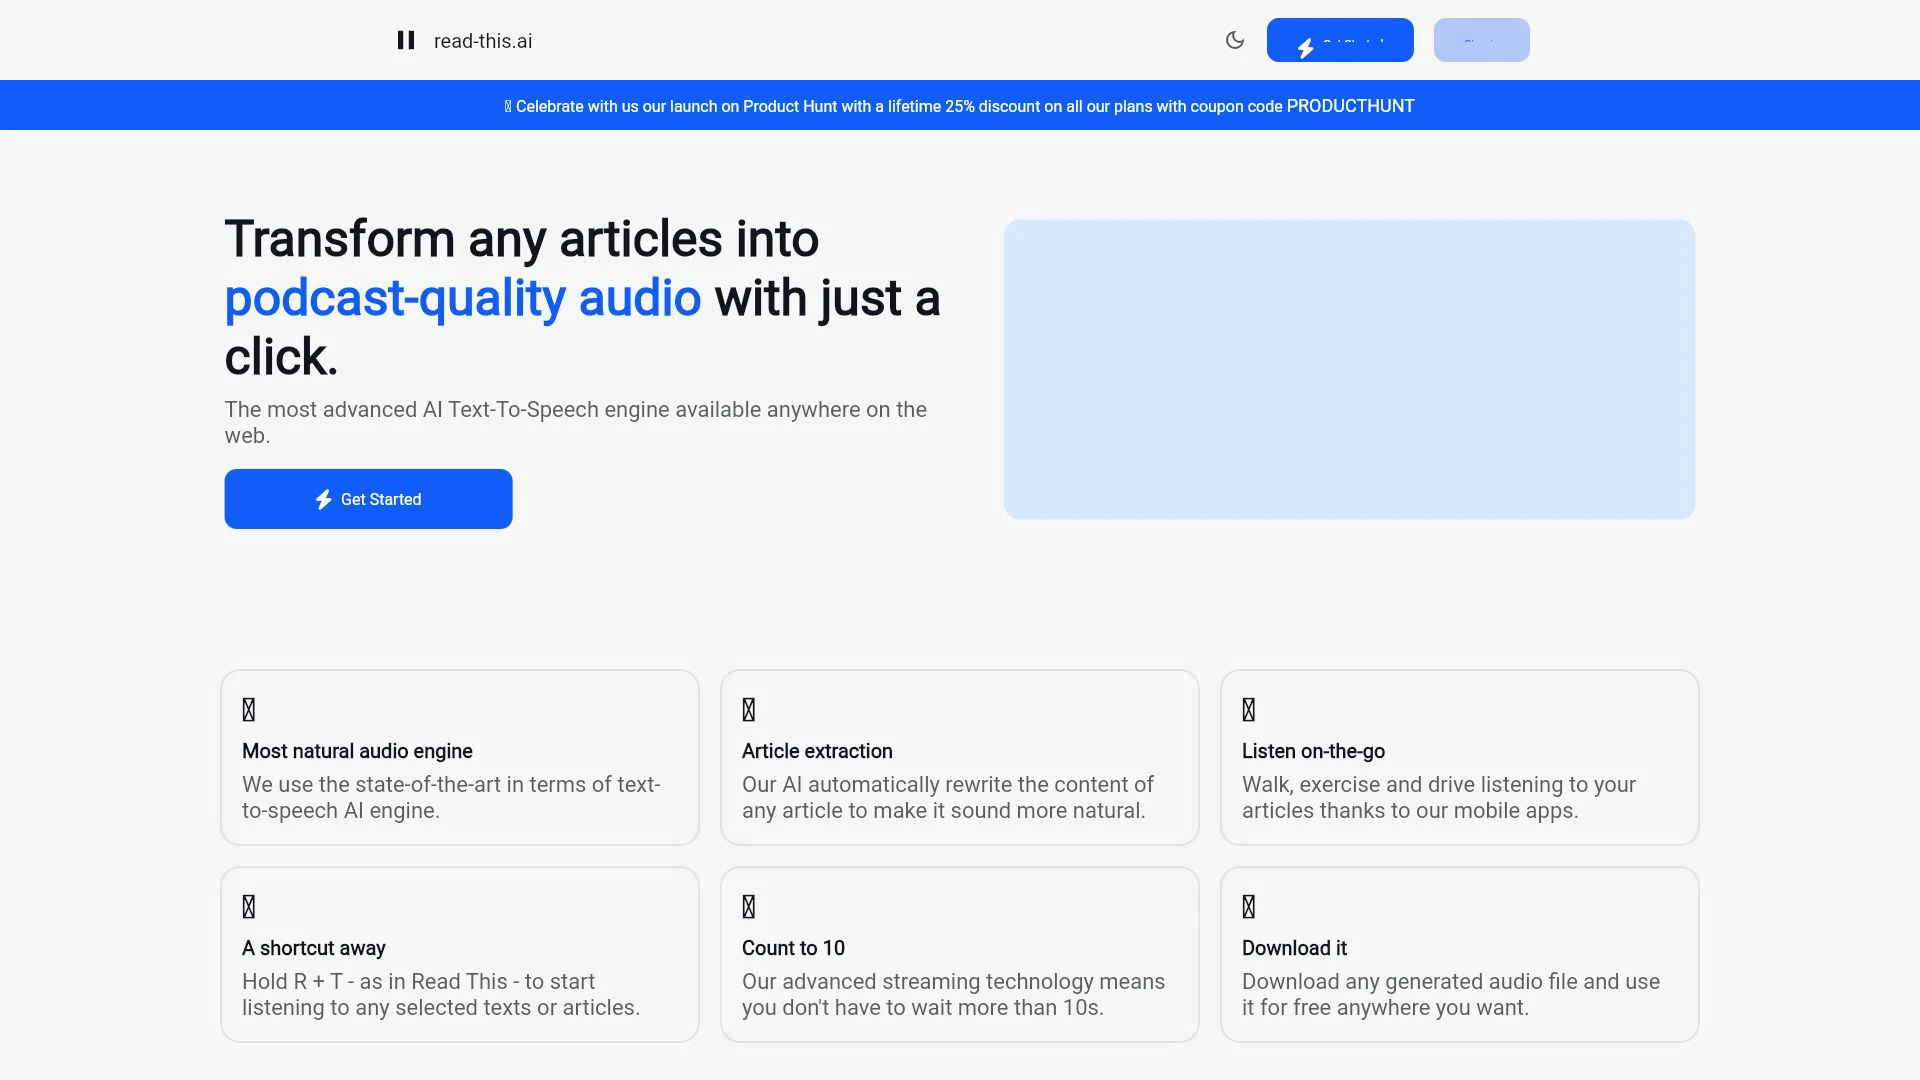 read-this.ai
Celebrate with us our launch on Product Hunt with a lifetime 25% discount on all our plans with coupon code PRODUCTHUNT
Transform any articles into
podcast-quality audio with just a
click.
The most advanced AI Text-To-Speech engine available anywhere on the
web.
Get Started
Most natural audio engine
We use the state-of-the-art in terms of text-
to-speech AI engine.
Article extraction
Our AI automatically rewrite the content of
any article to make it sound more natural.
Listen on-the-go
Walk, exercise and drive listening to your
articles thanks to our mobile apps.
A shortcut away
Hold R + T - as in Read This - to start
listening to any selected texts or articles.
Count to 10
Our advanced streaming technology means
you don't have to wait more than 10s.
Download it
Download any generated audio file and use
it for free anywhere you want.